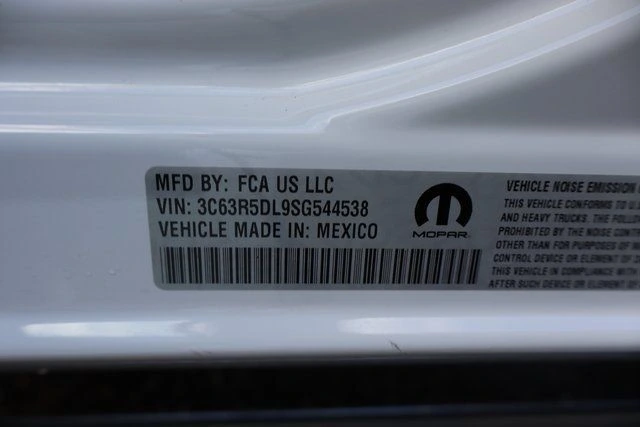 MFD BY: FCA US LLC
VIN: 3C63R5DL9SG544538
VEHICLE MADE IN: MEXICO
MOPAR
VEHICLE NOISE EMISSION
THIS VEHICLE CONFORMS TO U.S.
AND HEAVY TRUCKS. THE FOLLOWING
PROHIBITED BY THE NOISE CONTROL
OTHER THAN FOR PURPOSES OF
CONTROL DEVICE OR ELEMENT OF
THIS VEHICLE IN COMPLIANCE WITH
AFTER SUCH DEVICE OR ELEMENT OF